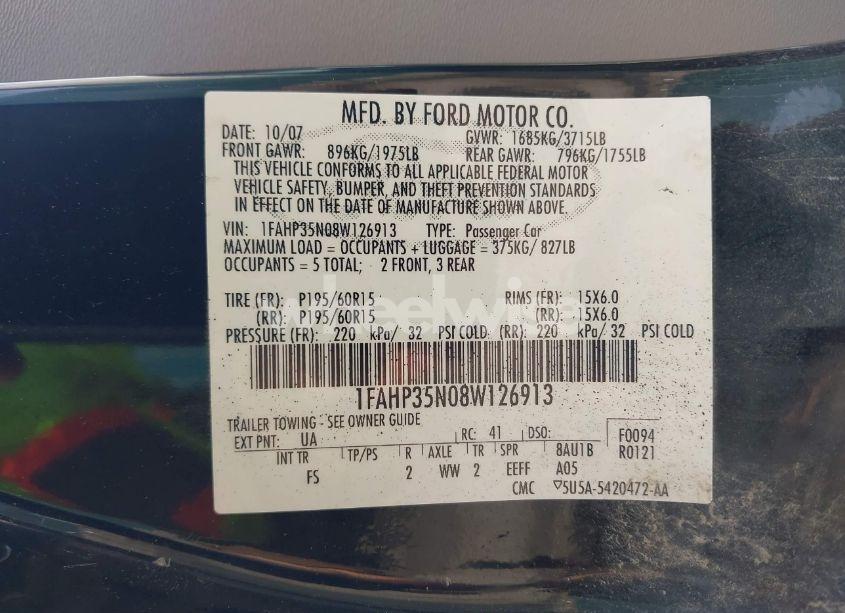 MFD. BY FORD MOTOR CO.
DATE: 10/07 GVWR: 1685KG/3715LB
FRONT GAWR: 896KG/1975LB REAR GAWR: 796KG/1755LB
THIS VEHICLE CONFORMS TO ALL APPLICABLE FEDERAL MOTOR
VEHICLE SAFETY, BUMPER, AND THEFT PREVENTION STANDARDS
IN EFFECT ON THE DATE OF MANUFACTURE SHOWN ABOVE.
VIN: 1FAHP35N08W126913 TYPE: Passenger Car
MAXIMUM LOAD = OCCUPANTS + LUGGAGE = 375KG/ 827LB
OCCUPANTS = 5 TOTAL; 2 FRONT, 3 REAR
TIRE (FR): P195/60R15 RIMS (FR): 15X6.0
(RR): P195/60R15 (RR): 15X6.0
wheelwise
PRESSURE (FR): 220 kPa/ 32 PSI COLD (RR): 220 kPa/ 32 PSI COLD
1FAHP35N08W126913
TRAILER TOWING - SEE OWNER GUIDE
EXT PNT: UA RC: 41 DSO: F0094
INT TR TP/PS R AXLE TR SPR 8AU1B R0121
FS 2 WW 2 EEFF A05
CMC ▽5U5A-5420472-AA